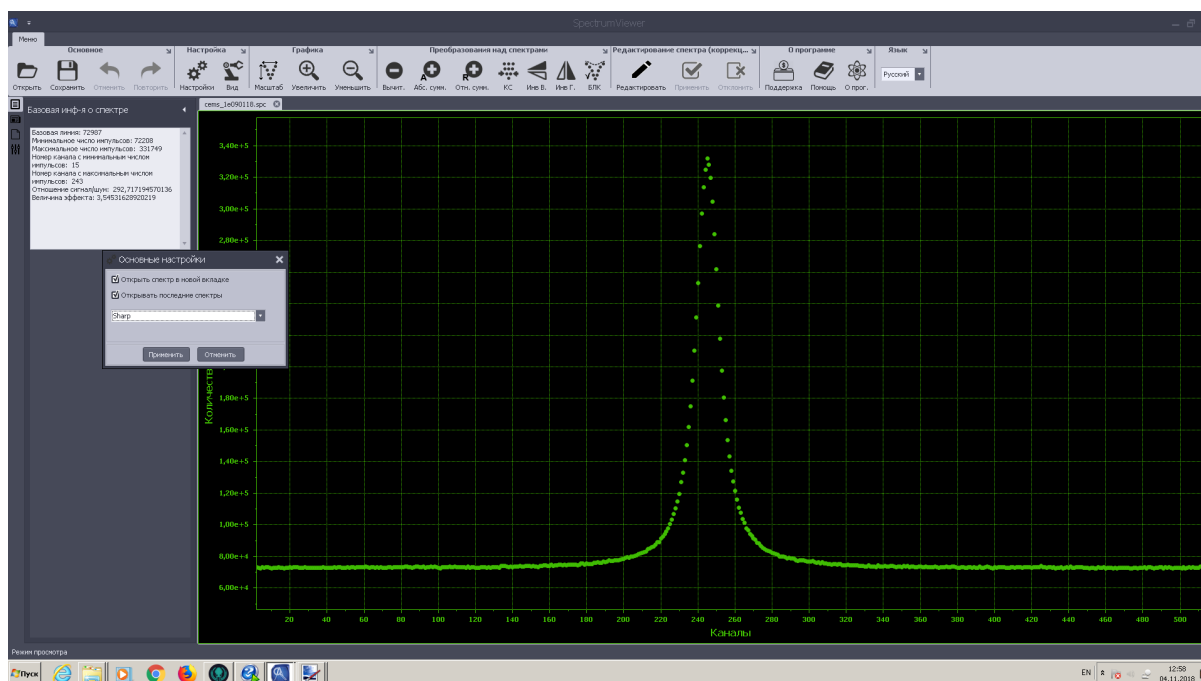 SpectrumViewer
Меню
Основное
Настройка
Графика
Преобразования над спектрами
Редактирование спектра (коррекц...
О программе
Язык
Открыть Сохранить Отменить Повторить Настройки Вид Масштаб Увеличить Уменьшить Вычит. Абс. сумм. Отн. сумм. КС Инв В. Инв Г. БЛК Редактировать Применить Отклонить Поддержка Помощь О прог. Русский
Базовая инф-я о спектре
cems_1e090118.spc
Базовая линия: 72987
Минимальное число импульсов: 72208
Максимальное число импульсов: 331749
Номер канала с минимальным числом
импульсов: 15
Номер канала с максимальным числом
импульсов: 243
Отношение сигнал/шум: 292,717194570136
Величина эффекта: 3,54531628920219
Основные настройки
Открыть спектр в новой вкладке
Открывать последние спектры
Sharp
Применить Отменить
3,40e+5
3,20e+5
3,00e+5
2,80e+5
1,80e+5
1,60e+5
1,40e+5
1,20e+5
1,00e+5
8,00e+4
6,00e+4
20 40 60 80 100 120 140 160 180 200 220 240 260 280 300 320 340 360 380 400 420 440 460 480 500
Каналы
Режим просмотра
Пуск
EN
12:58
04.11.2018